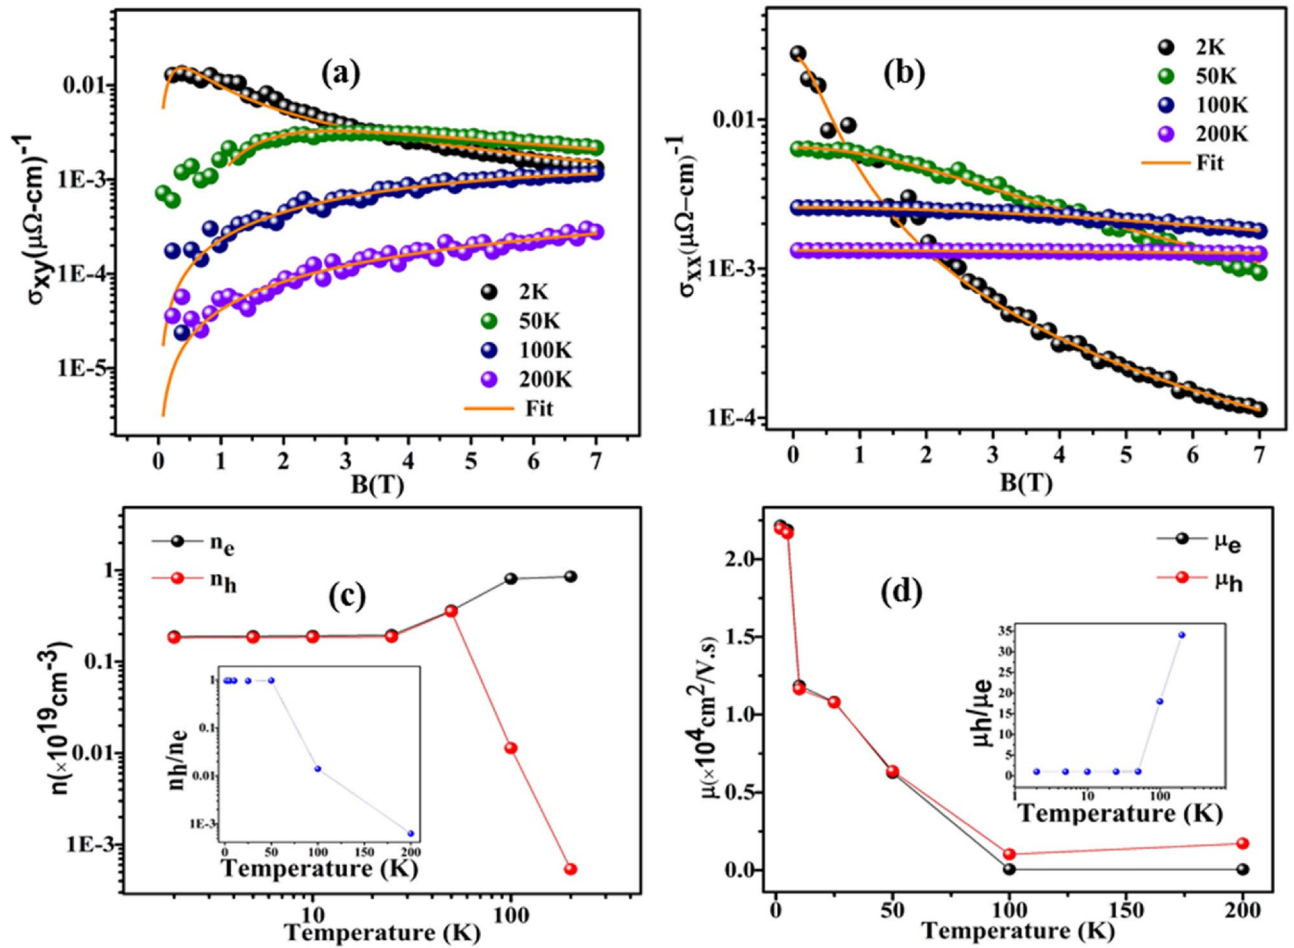 (a)
σxy(μΩ-cm)-1
0.01
1E-3
1E-4
1E-5
2K
50K
100K
200K
Fit
0 1 2 3 4 5 6 7
B(T)
(b)
σxx(μΩ−cm)-1
0.01
1E-3
1E-4
2K
50K
100K
200K
Fit
0 1 2 3 4 5 6 7
B(T)
(c)
n(×1019cm-3)
1
0.1
0.01
1E-3
ne
nh
nh/ne
1
0.1
0.01
1E-3
0 50 100 150 200
Temperature (K)
10 100
Temperature (K)
(d)
μ(×104cm2/V.s)
2.0
1.5
1.0
0.5
0.0
μe
μh
μh/μe
35
30
25
20
15
10
5
0
1 10 100
Temperature (K)
0 50 100 150 200
Temperature (K)